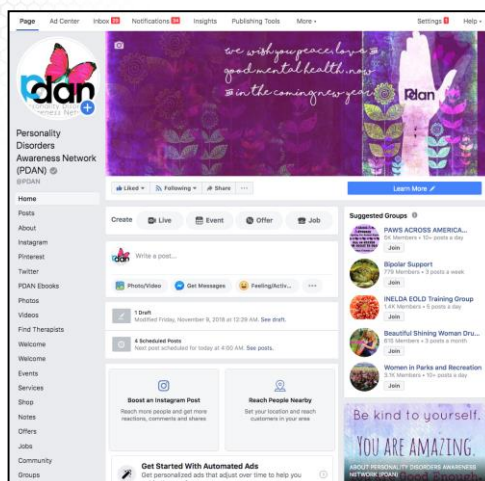 Page Ad Center Inbox 25 Notifications 24 Insights Publishing Tools More Settings 1 Help
pdan
we wish you peace, love &
good mental health, now
& in the coming new year
Pdan
Personality
Disorders
Awareness Network
(PDAN)
@PDAN
Liked Following Share ...
Learn More
Home
Posts
About
Instagram
Pinterest
Twitter
PDAN Ebooks
Photos
Videos
Find Therapists
Welcome
Welcome
Events
Services
Shop
Notes
Offers
Jobs
Community
Groups
Create Live Event Offer Job
Write a post...
Photo/Video Get Messages Feeling/Activ... ...
1 Draft
Modified Friday, November 9, 2018 at 12:29 AM. See draft.
4 Scheduled Posts
Next post scheduled for today at 4:00 AM. See posts.
Boost an Instagram Post
Reach more people and get more
reactions, comments and shares
Reach People Nearby
Set your location and reach
customers in your area
Get Started With Automated Ads
Get personalized ads that adjust over time to help you
Suggested Groups
PAWS ACROSS AMERICA...
5K Members • 10+ posts a day
Join
Bipolar Support
779 Members • 3 posts a week
Join
INELDA EOLD Training Group
1.4K Members • 5 posts a day
Join
Beautiful Shining Woman Dru...
Members • 3 posts a month
Join
Women in Parks and Recreation
3.1K Members • 10+ posts a day
Join
Be kind to yourself.
YOU ARE AMAZING.
ABOUT PERSONALITY DISORDERS AWARENESS
NETWORK (PDAN)